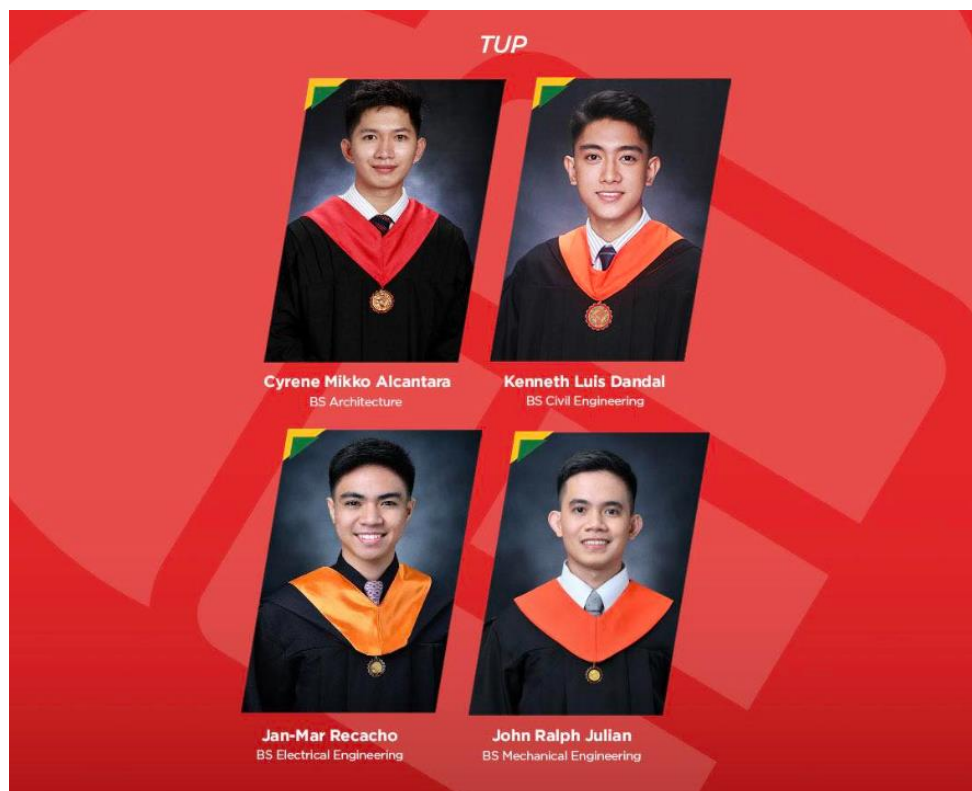 TUP
Cyrene Mikko Alcantara
BS Architecture
Kenneth Luis Dandal
BS Civil Engineering
Jan-Mar Recacho
BS Electrical Engineering
John Ralph Julian
BS Mechanical Engineering